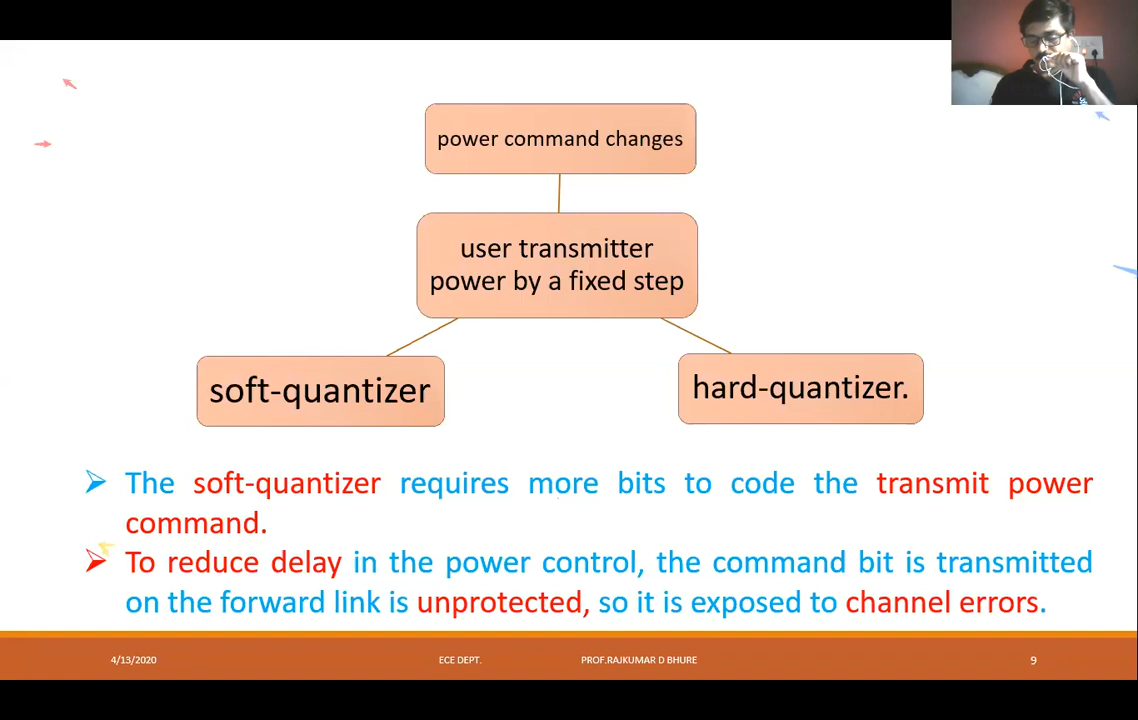 power command changes
user transmitter
power by a fixed step
soft-quantizer
hard-quantizer.
The soft-quantizer requires more bits to code the transmit power
command.
To reduce delay in the power control, the command bit is transmitted
on the forward link is unprotected, so it is exposed to channel errors.
4/13/2020
ECE DEPT.
PROF.RAJKUMAR D BHURE
9